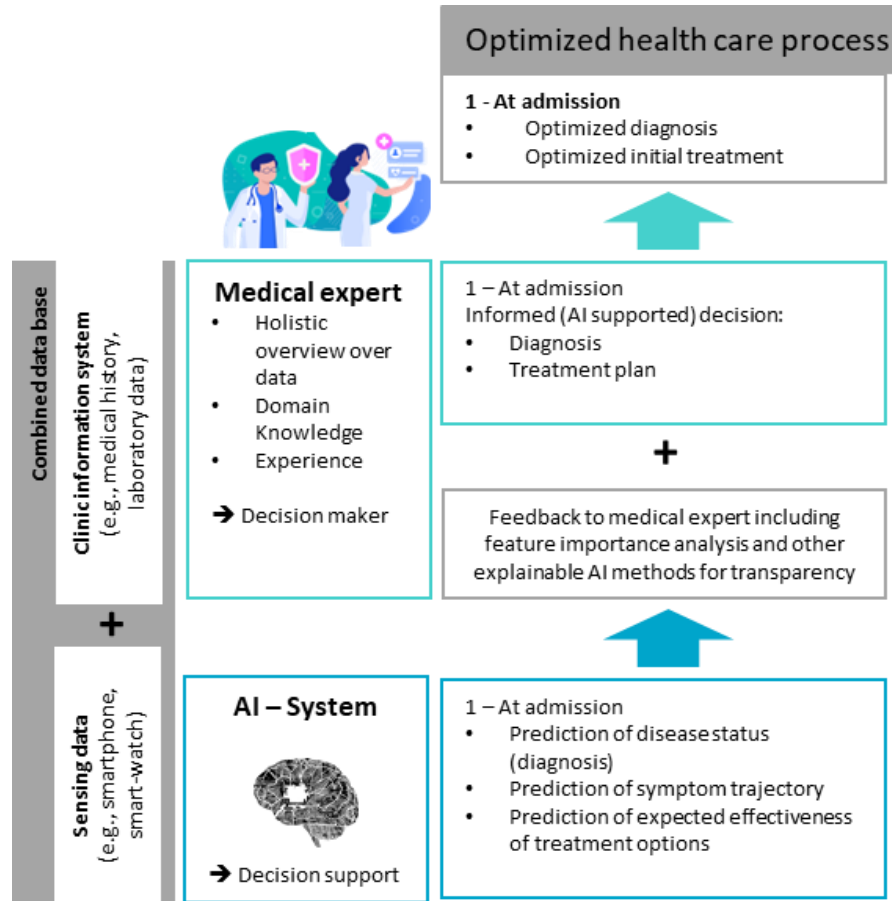 Optimized health care process
1 - At admission
• Optimized diagnosis
• Optimized initial treatment
Combined data base
Clinic information system
(e.g., medical history,
laboratory data)
+
Sensing data
(e.g., smartphone,
smart-watch)
Medical expert
• Holistic
overview over
data
• Domain
Knowledge
• Experience
➔ Decision maker
1 – At admission
Informed (AI supported) decision:
• Diagnosis
• Treatment plan
+
Feedback to medical expert including
feature importance analysis and other
explainable AI methods for transparency
AI – System
➔ Decision support
1 – At admission
• Prediction of disease status
(diagnosis)
• Prediction of symptom trajectory
• Prediction of expected effectiveness
of treatment options